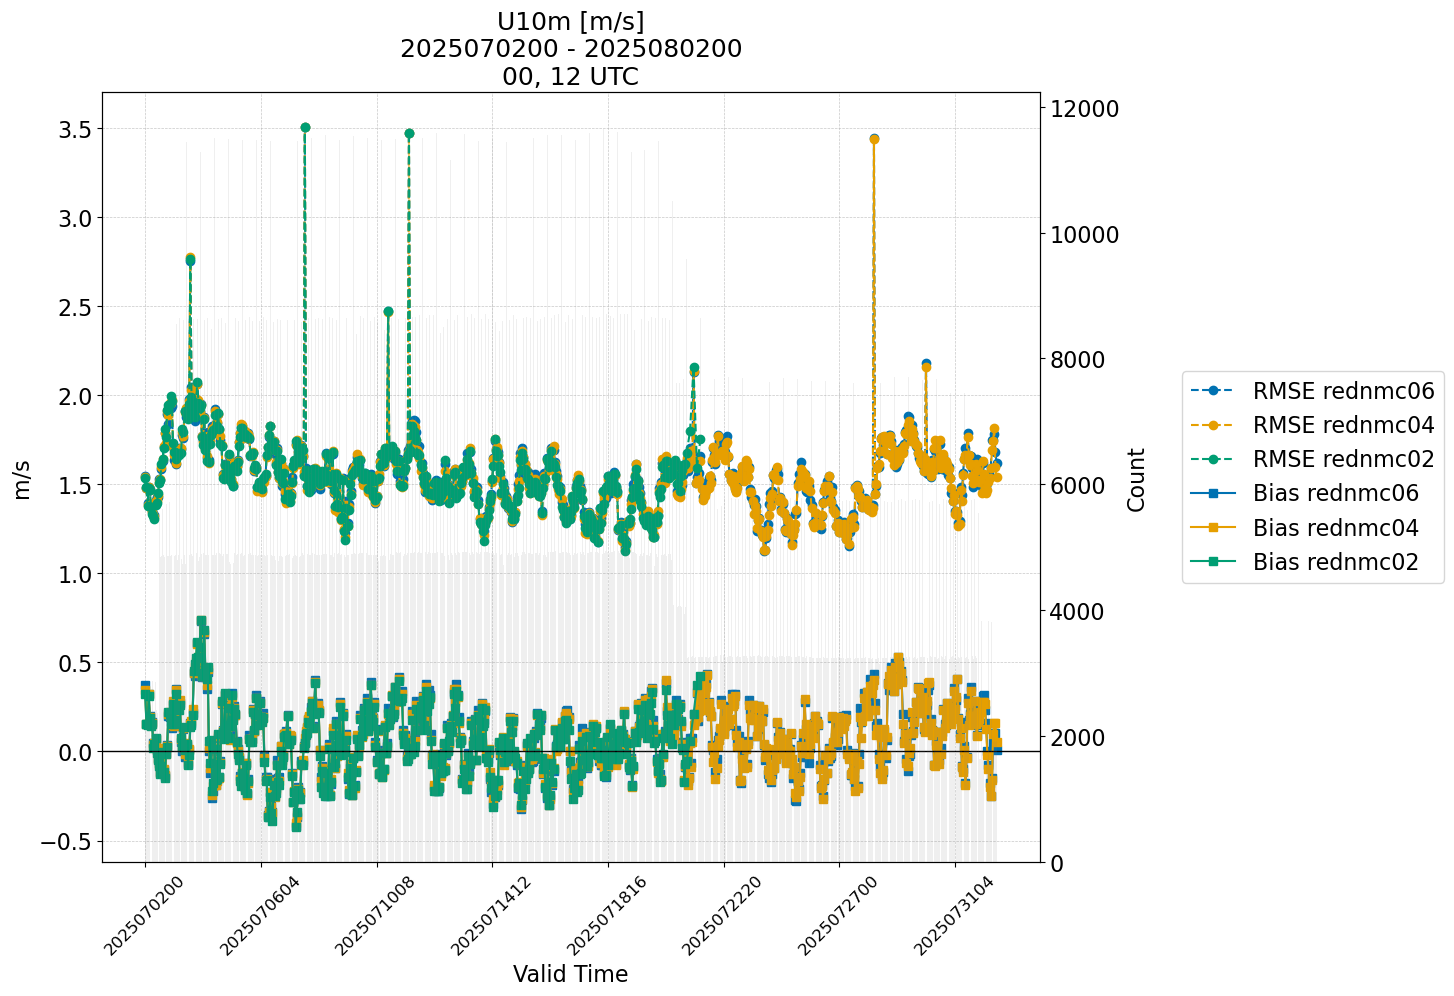 U10m [m/s]
2025070200 - 2025080200
00, 12 UTC
3.5
3.0
2.5
2.0
1.5
1.0
0.5
0.0
−0.5
m/s
12000
10000
8000
6000
4000
2000
0
Count
2025070200
2025070604
2025071008
2025071412
2025071816
2025072220
2025072700
2025073104
Valid Time
RMSE rednmc06
RMSE rednmc04
RMSE rednmc02
Bias rednmc06
Bias rednmc04
Bias rednmc02